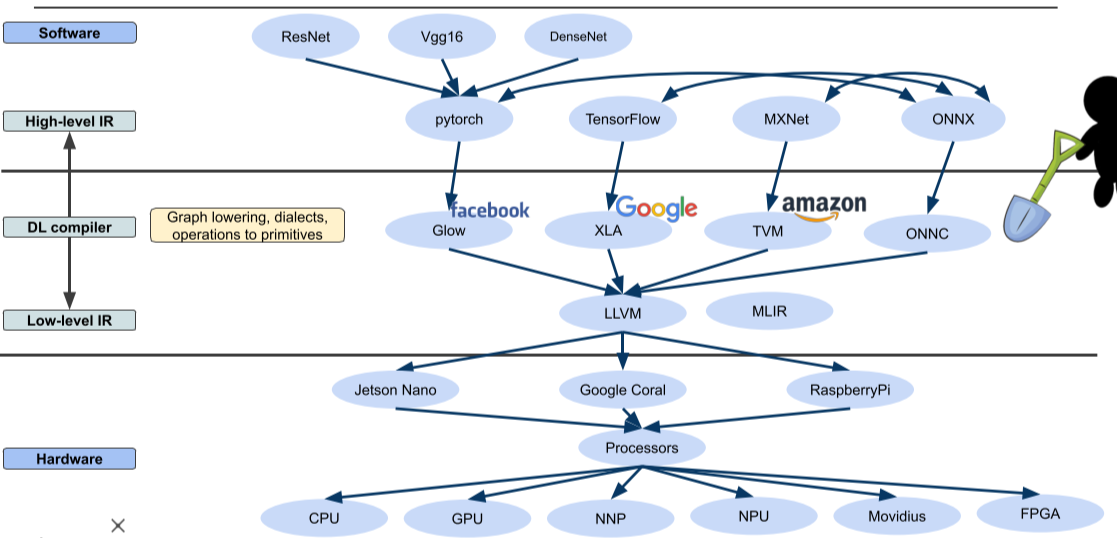 Software
ResNet
Vgg16
DenseNet
High-level IR
pytorch
TensorFlow
MXNet
ONNX
DL compiler
Graph lowering, dialects,
operations to primitives
facebook
Google
amazon
Glow
XLA
TVM
ONNC
Low-level IR
LLVM
MLIR
Jetson Nano
Google Coral
RaspberryPi
Hardware
Processors
CPU
GPU
NNP
NPU
Movidius
FPGA